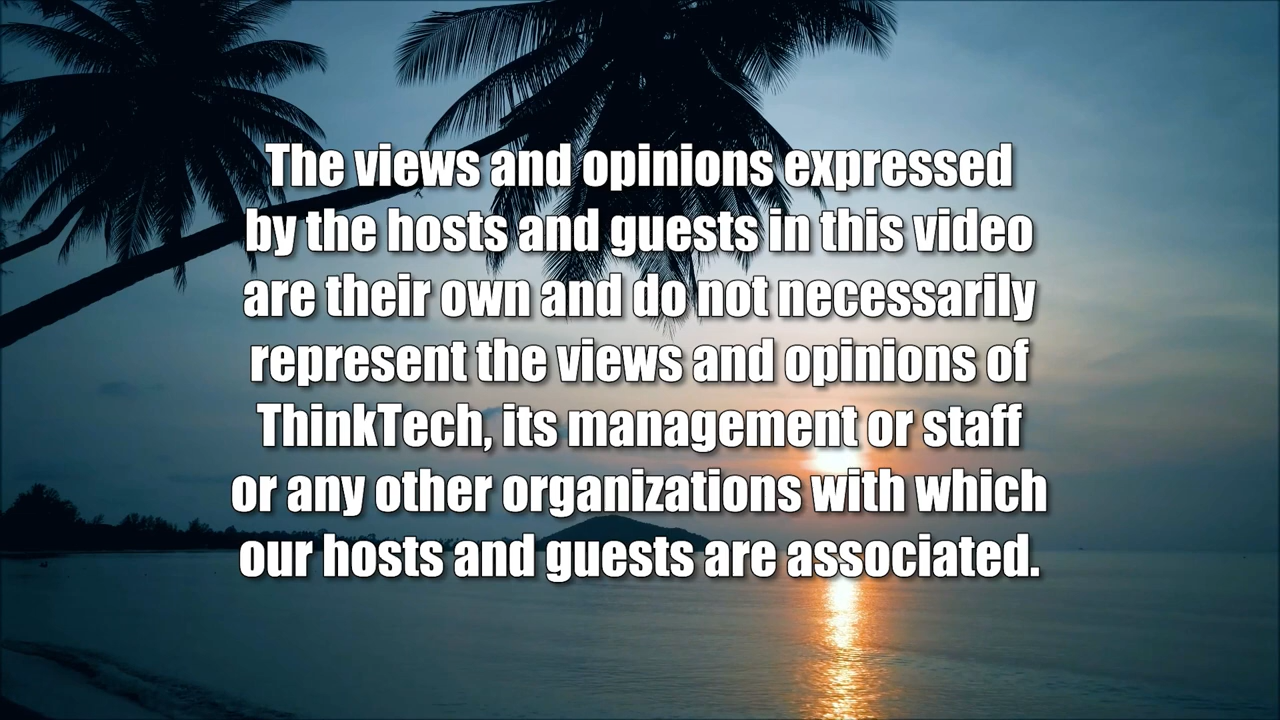 The views and opinions expressed
by the hosts and guests in this video
are their own and do not necessarily
represent the views and opinions of
ThinkTech, its management or staff
or any other organizations with which
our hosts and guests are associated.